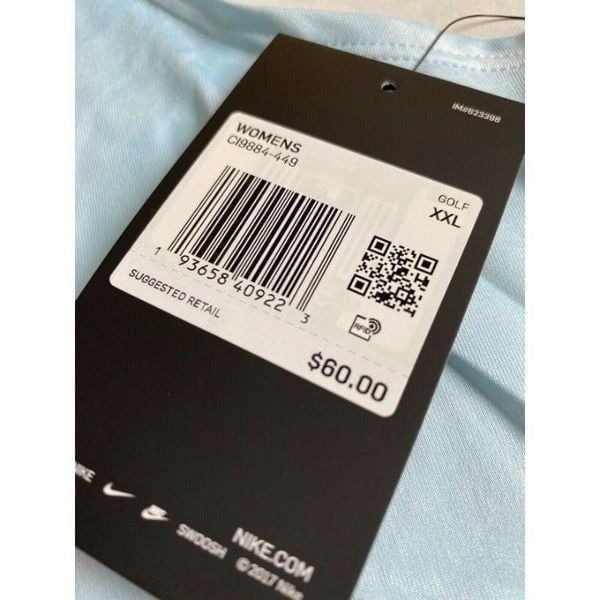 IM#623398
WOMENS
CI9884-449
GOLF
XXL
1 93658 40922 3
SUGGESTED RETAIL
RFID
$60.00
NIKE
SWOOSH
NIKE.COM
© 2017 Nike